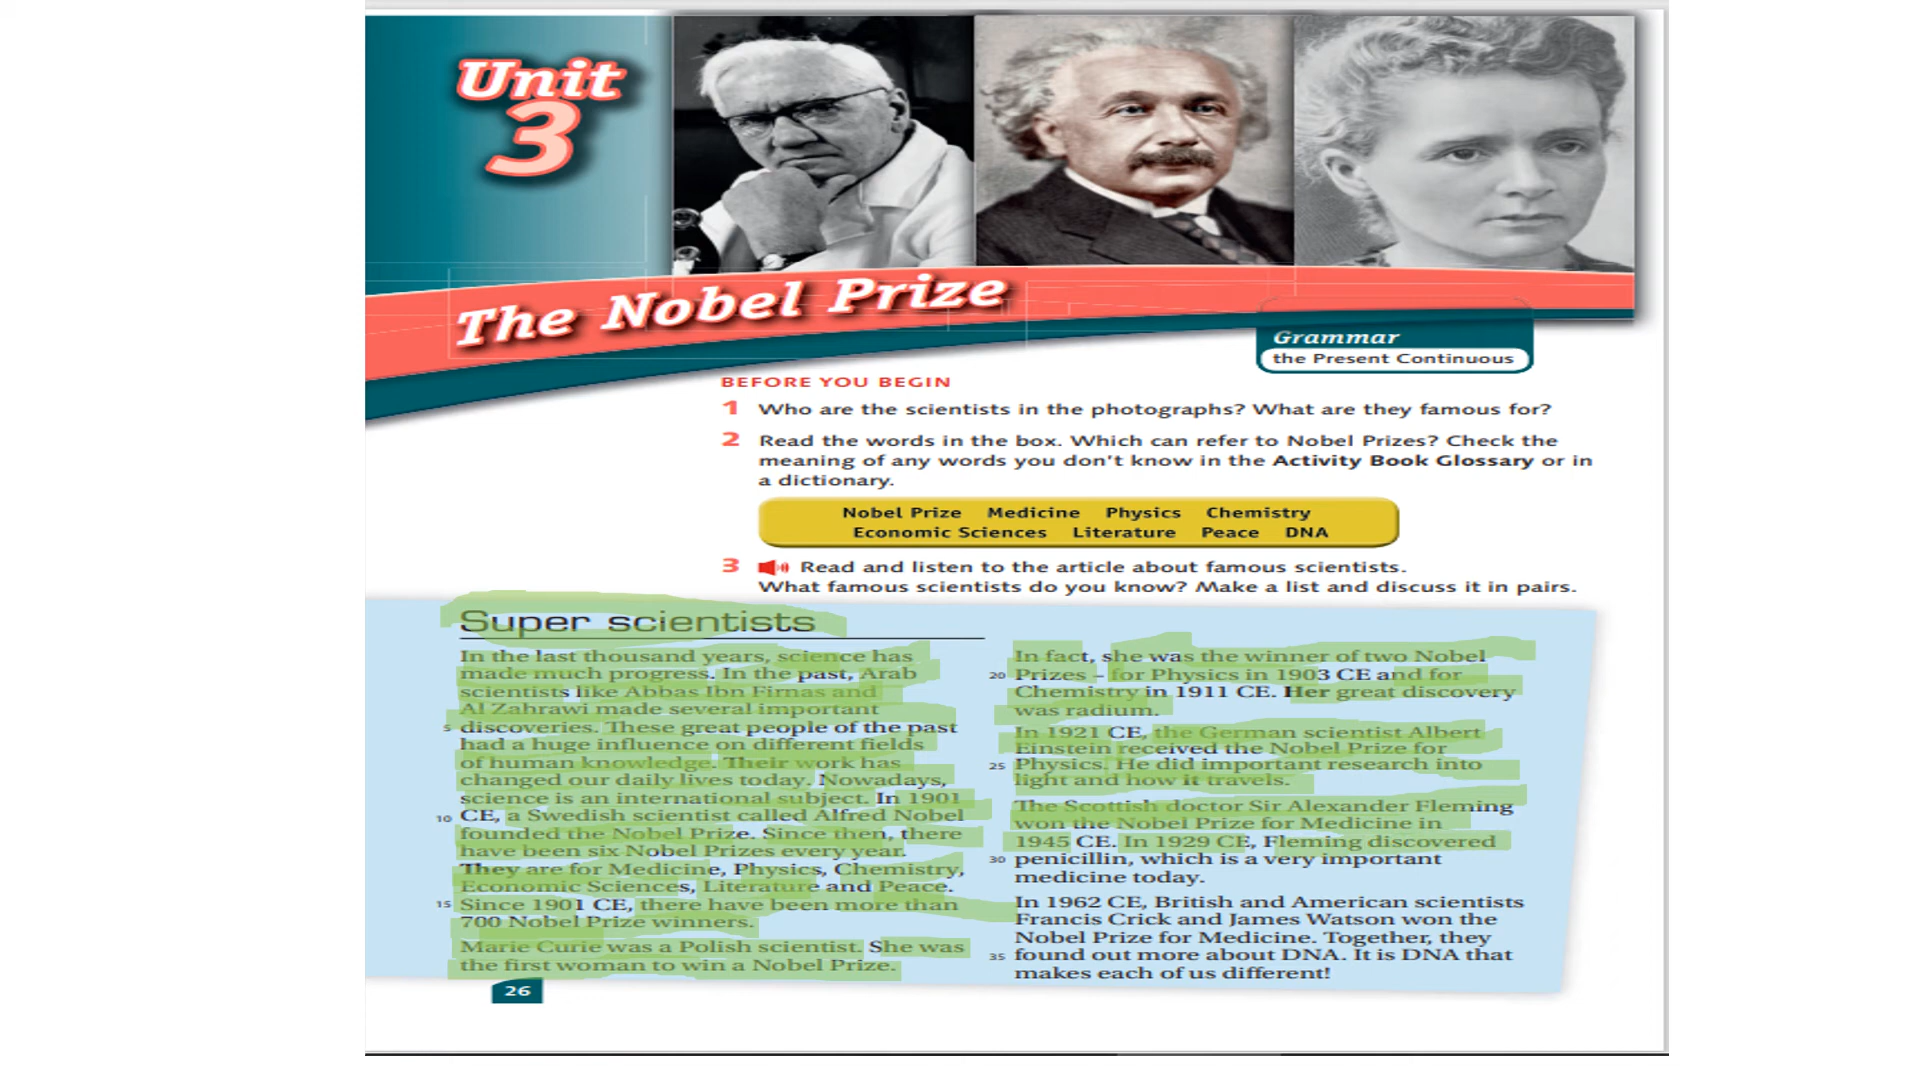 Unit
3
The Nobel Prize
Grammar
the Present Continuous
BEFORE YOU BEGIN
1 Who are the scientists in the photographs? What are they famous for?
2 Read the words in the box. Which can refer to Nobel Prizes? Check the
meaning of any words you don't know in the Activity Book Glossary or in
a dictionary.
Nobel Prize Medicine Physics Chemistry
Economic Sciences Literature Peace DNA
3 Read and listen to the article about famous scientists.
What famous scientists do you know? Make a list and discuss it in pairs.
Super scientists
In the last thousand years, science has
made much progress. In the past, Arab
scientists like Abbas Ibn Firnas and
Al Zahrawi made several important
5 discoveries. These great people of the past
had a huge influence on different fields
of human knowledge. Their work has
changed our daily lives today. Nowadays,
science is an international subject. In 1901
10 CE, a Swedish scientist called Alfred Nobel
founded the Nobel Prize. Since then, there
have been six Nobel Prizes every year.
They are for Medicine, Physics, Chemistry,
Economic Sciences, Literature and Peace.
15 Since 1901 CE, there have been more than
700 Nobel Prize winners.
Marie Curie was a Polish scientist. She was
the first woman to win a Nobel Prize.
In fact, she was the winner of two Nobel
20 Prizes – for Physics in 1903 CE and for
Chemistry in 1911 CE. Her great discovery
was radium.
In 1921 CE, the German scientist Albert
Einstein received the Nobel Prize for
25 Physics. He did important research into
light and how it travels.
The Scottish doctor Sir Alexander Fleming
won the Nobel Prize for Medicine in
1945 CE. In 1929 CE, Fleming discovered
30 penicillin, which is a very important
medicine today.
In 1962 CE, British and American scientists
Francis Crick and James Watson won the
Nobel Prize for Medicine. Together, they
35 found out more about DNA. It is DNA that
makes each of us different!
26